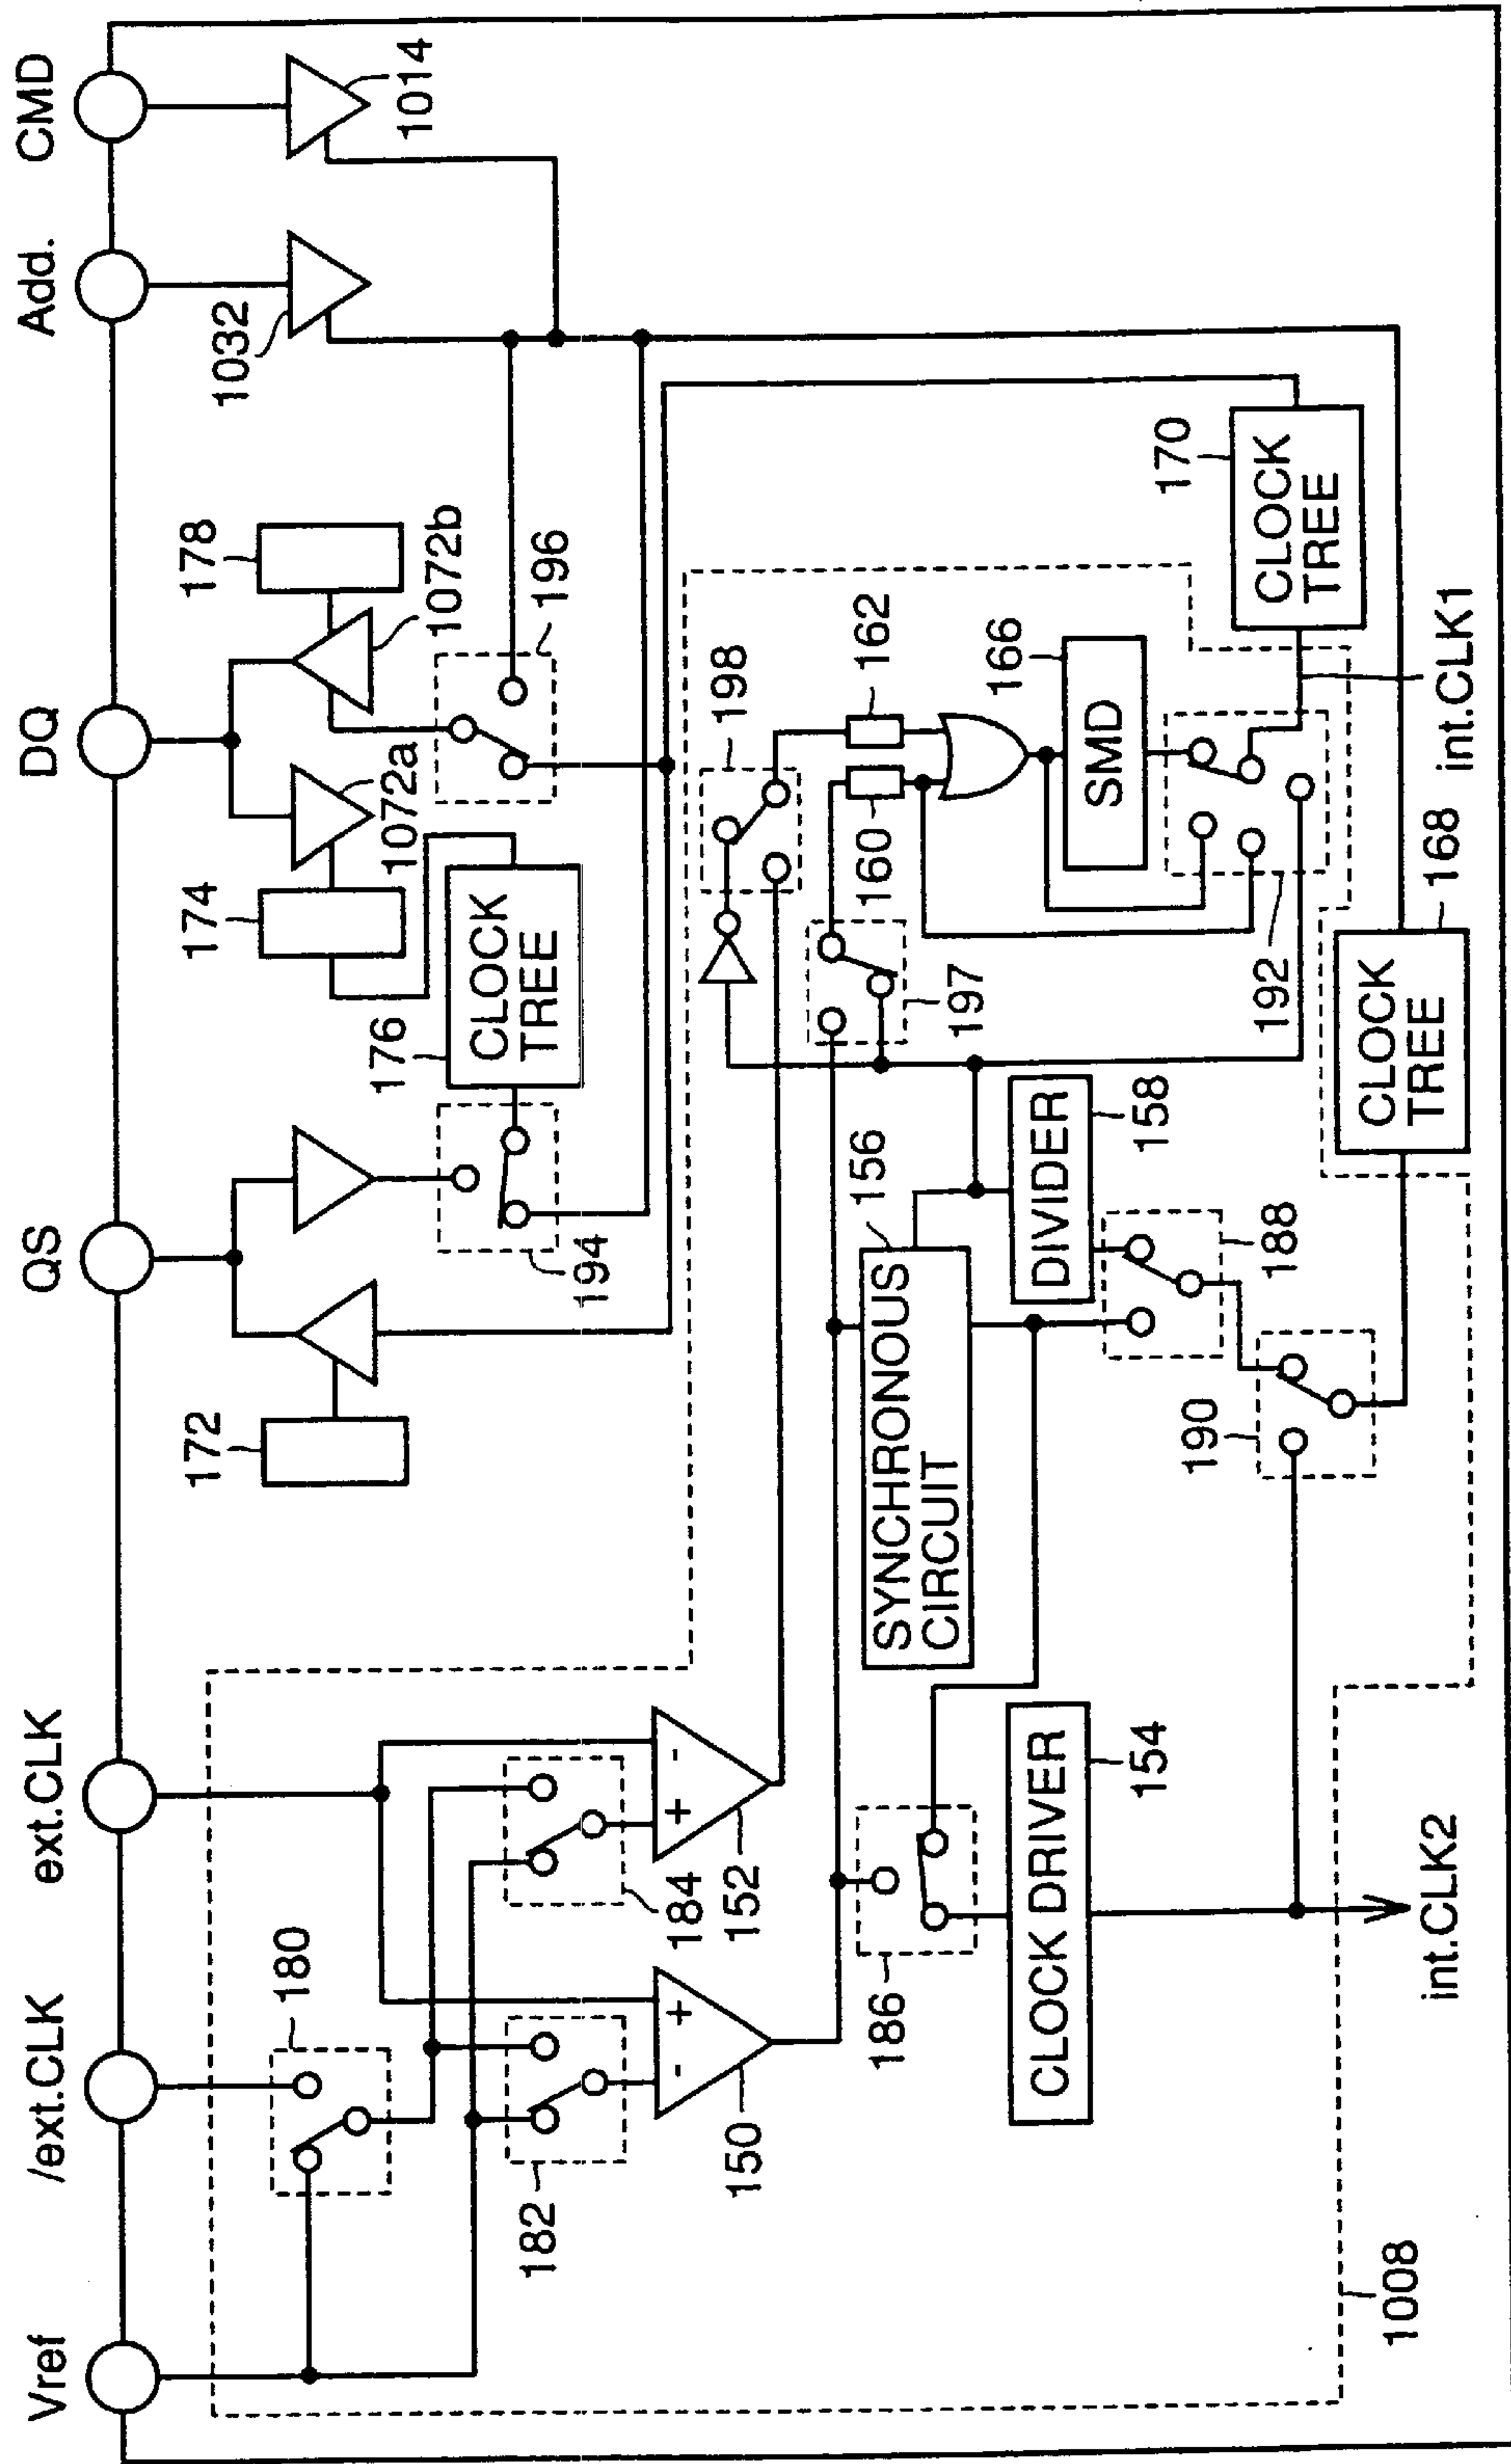 Vref
/ext.CLK
ext.CLK
QS
DQ
Add.
CMD
172
174
178
1032
1014
1072a
1072b
176
CLOCK
TREE
194
196
180
182
184
-
+
150
+
-
152
198
197
160
162
166
SMD
192
170
CLOCK
TREE
int.CLK1
156
SYNCHRONOUS
CIRCUIT
DIVIDER
158
188
190
186
CLOCK DRIVER
154
168
CLOCK
TREE
int.CLK2
1008